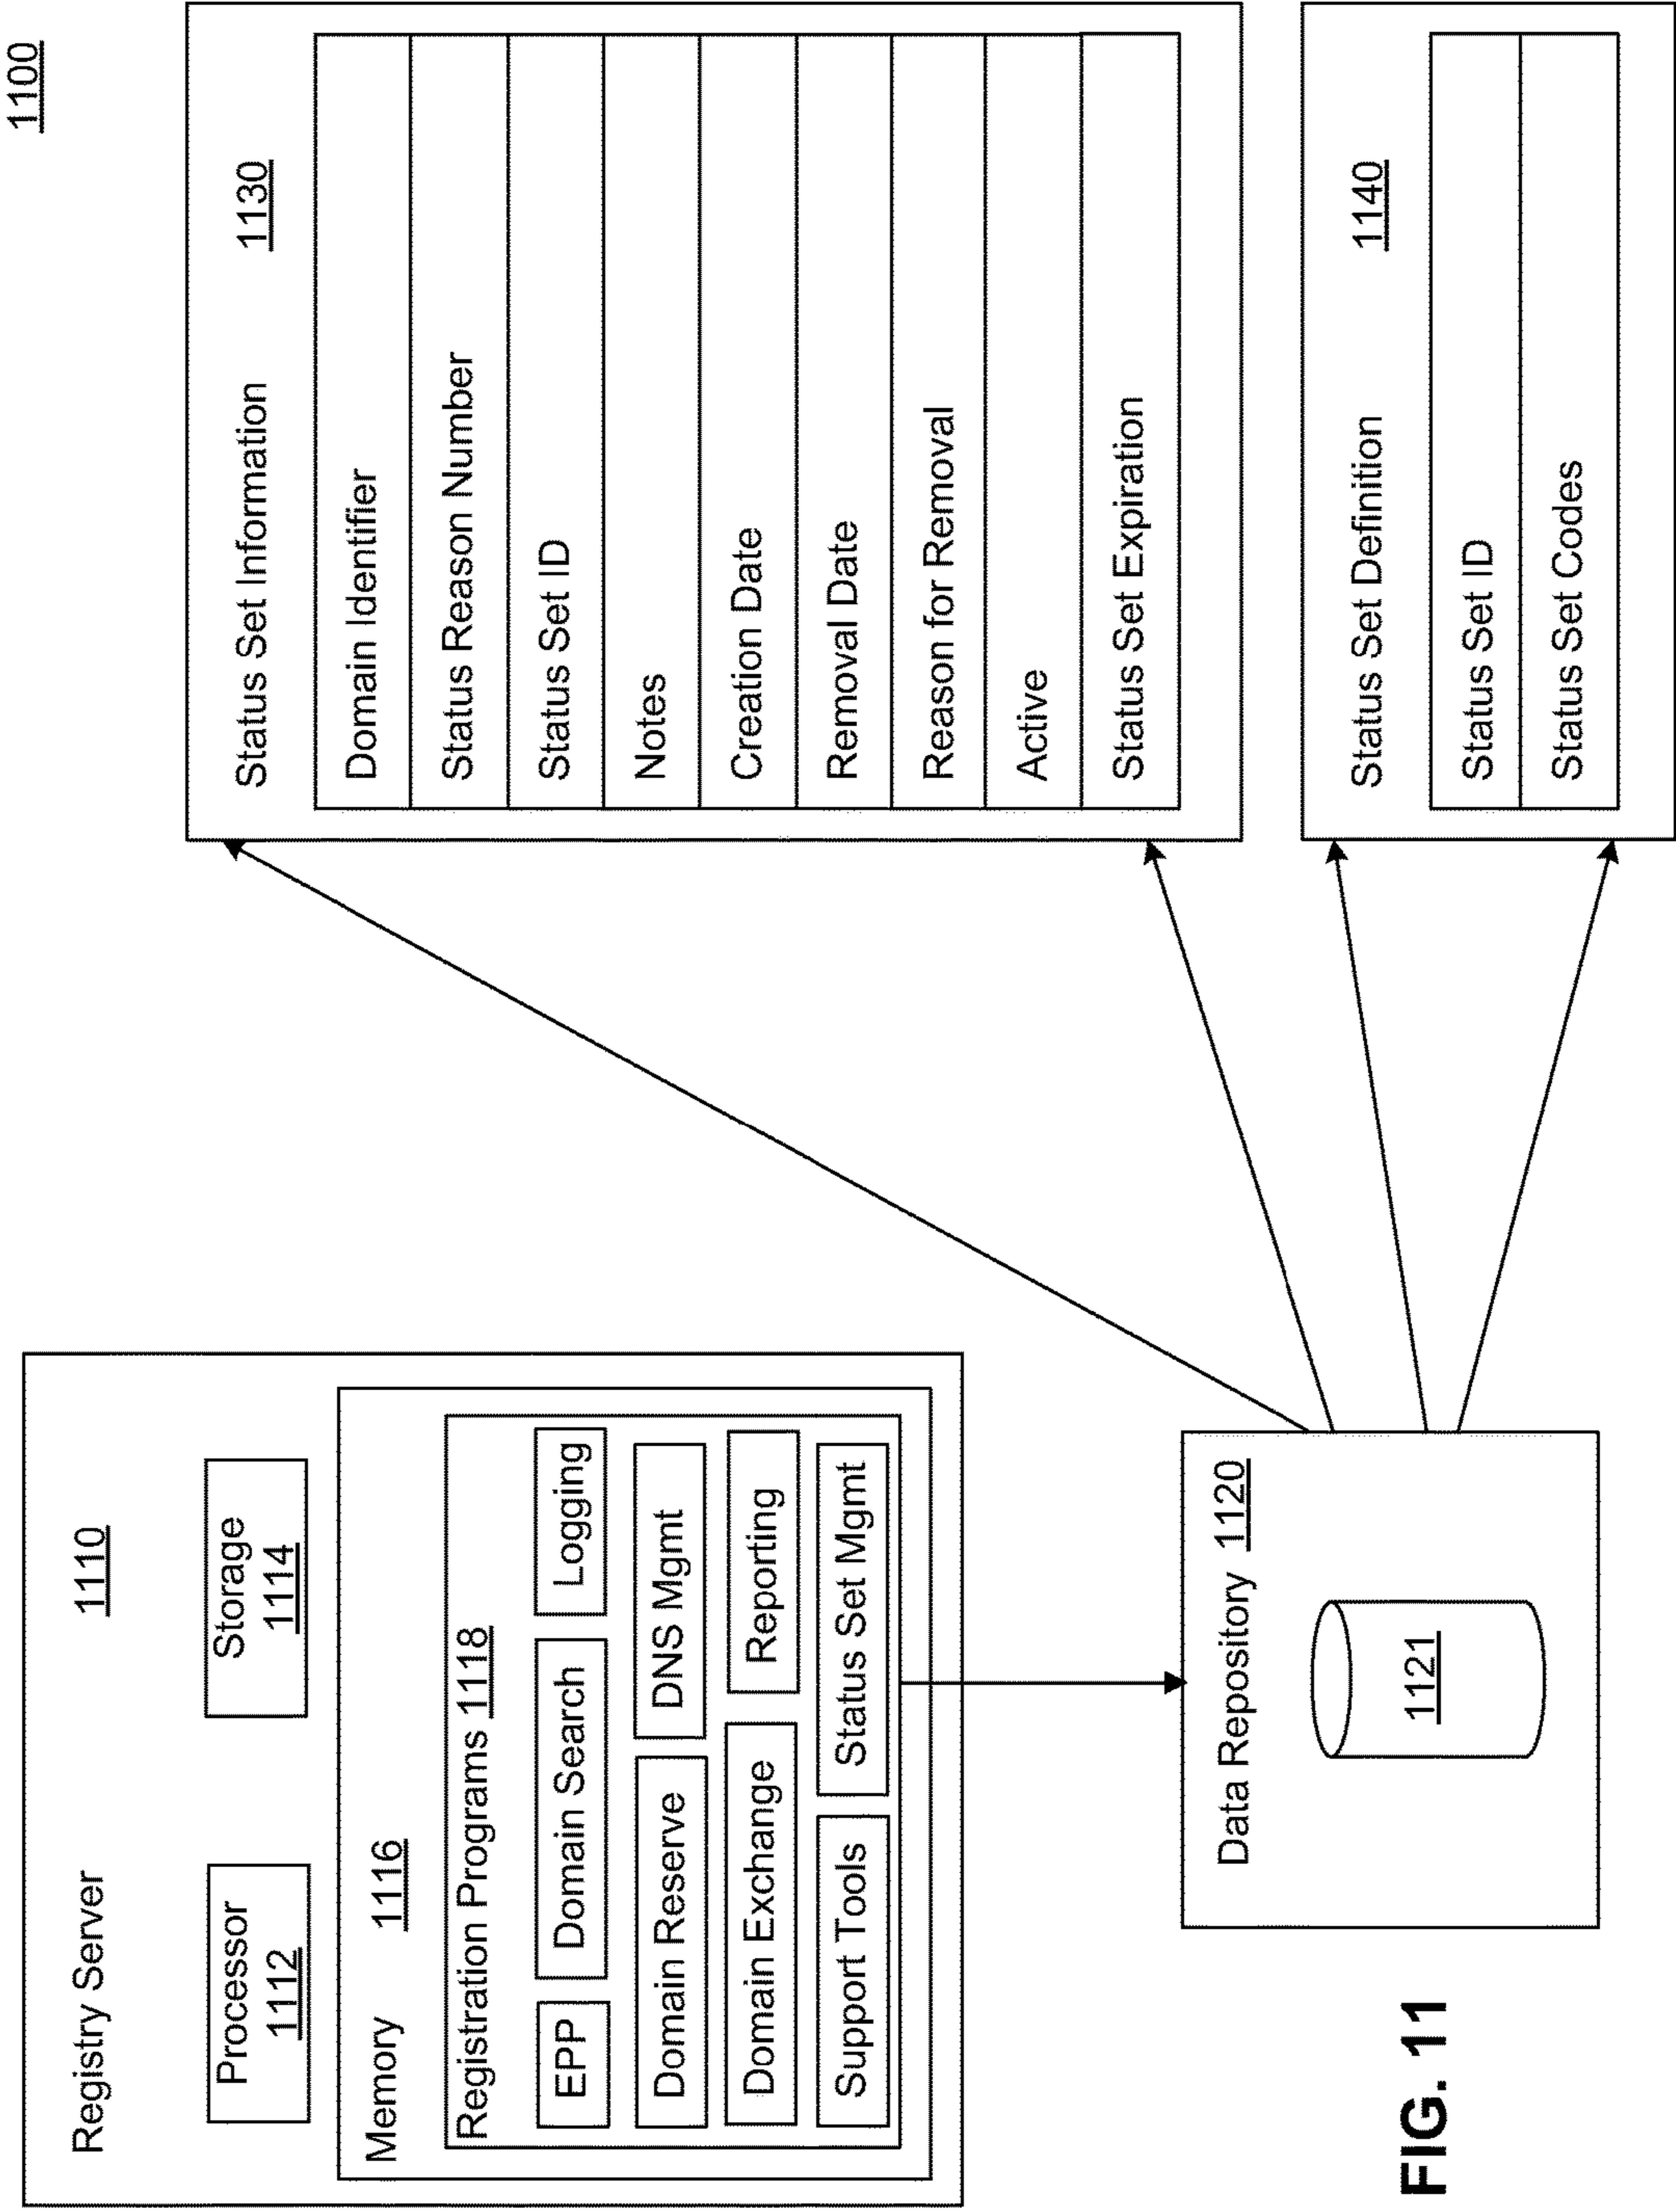 1100
Registry Server 1110
Processor
1112
Storage
1114
Memory 1116
Registration Programs 1118
EPP
Domain Search
Logging
Domain Reserve
DNS Mgmt
Domain Exchange
Reporting
Support Tools
Status Set Mgmt
Data Repository 1120
1121
Status Set Information 1130
Domain Identifier
Status Reason Number
Status Set ID
Notes
Creation Date
Removal Date
Reason for Removal
Active
Status Set Expiration
Status Set Definition 1140
Status Set ID
Status Set Codes
FIG. 11